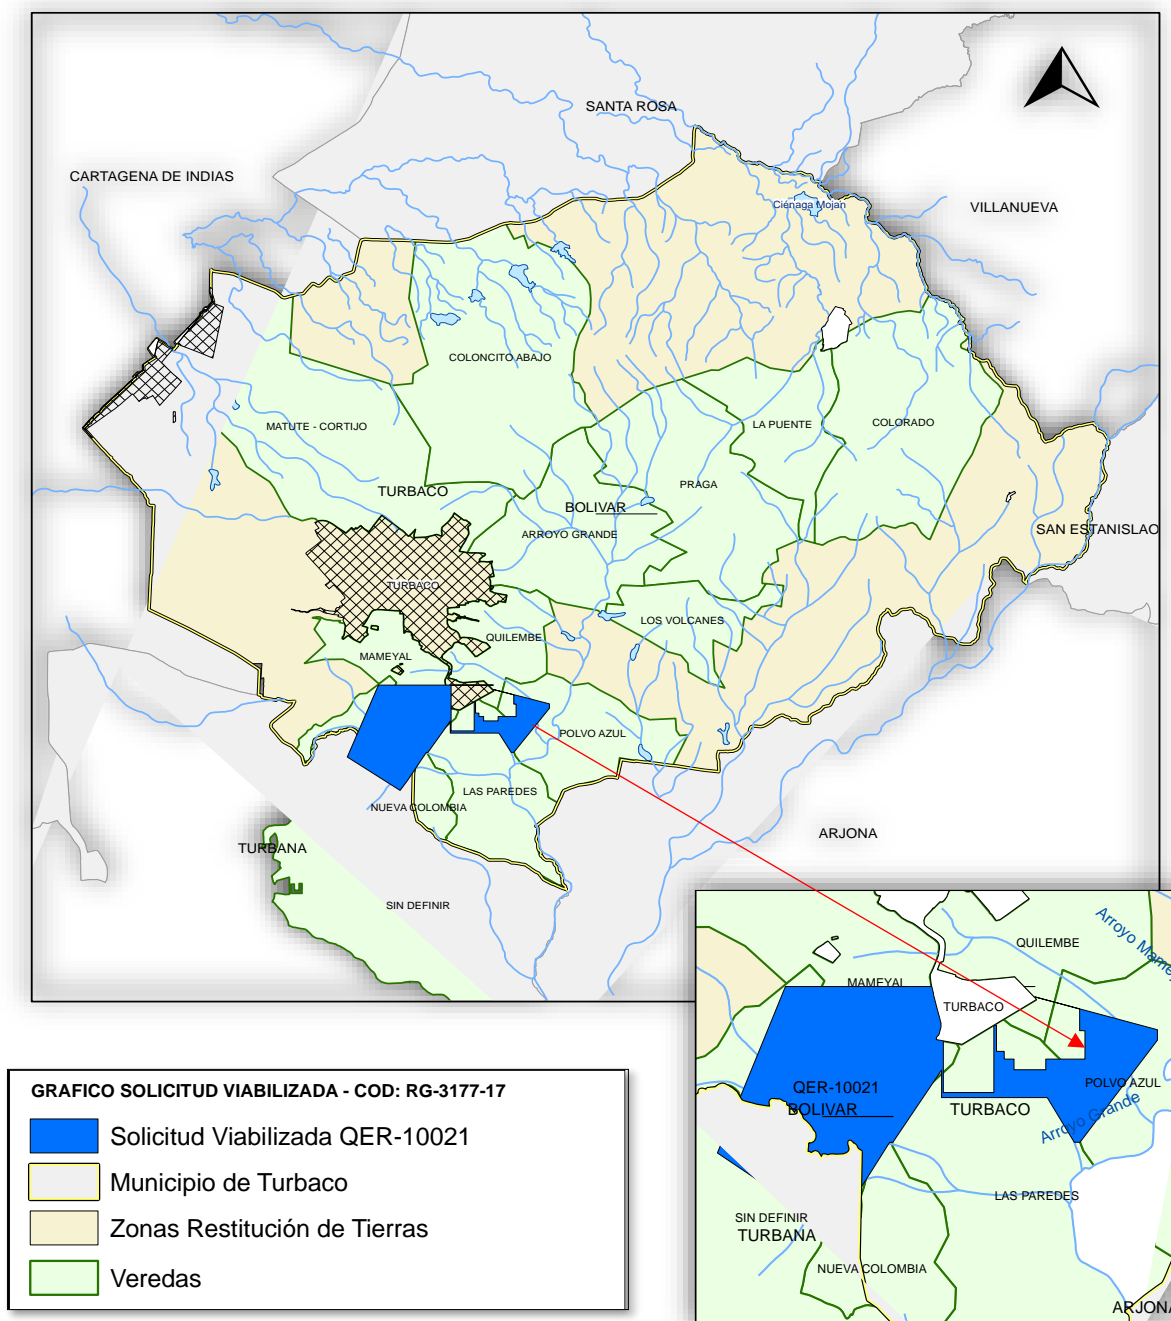 SANTA ROSA
CARTAGENA DE INDIAS
Ciénaga Moján
VILLANUEVA
COLONCITO ABAJO
MATUTE - CORTIJO
LA PUENTE
COLORADO
TURBACO
PRAGA
BOLIVAR
ARROYO GRANDE
SAN ESTANISLAO
TURBACO
LOS VOLCANES
QUILEMBE
MAMEYAL
POLVO AZUL
LAS PAREDES
NUEVA COLOMBIA
ARJONA
TURBANA
SIN DEFINIR
Arroyo Mame
QUILEMBE
MAMEYAL
TURBACO
QER-10021
BOLIVAR
POLVO AZUL
TURBACO
Arroyo Grande
LAS PAREDES
SIN DEFINIR
TURBANA
NUEVA COLOMBIA
ARJONA
GRAFICO SOLICITUD VIABILIZADA - COD: RG-3177-17
Solicitud Viabilizada QER-10021
Municipio de Turbaco
Zonas Restitución de Tierras
Veredas